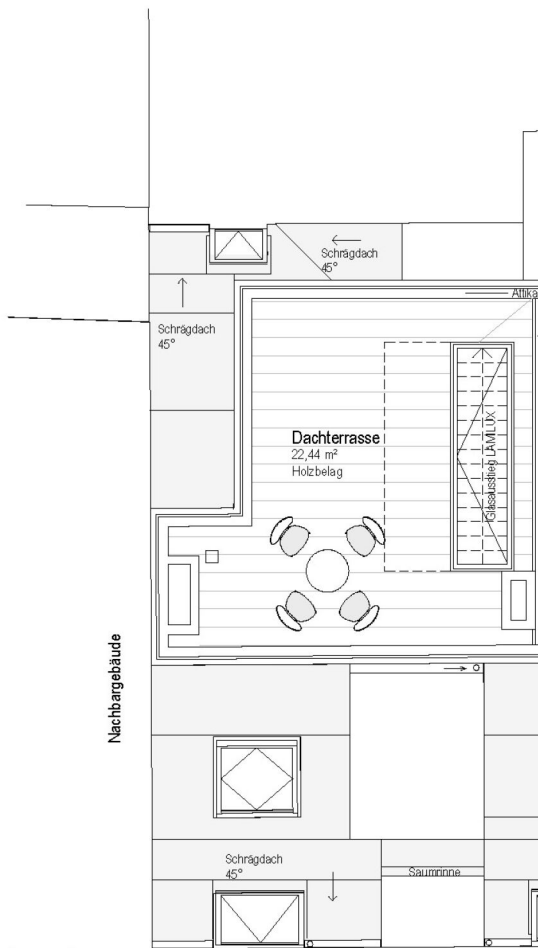 Schrägdach
45°
Attika
Schrägdach
45°
Dachterrasse
22,44 m²
Holzbelag
Glasausstieg LAMILUX
Nachbargebäude
Schrägdach
45°
Saumrinne